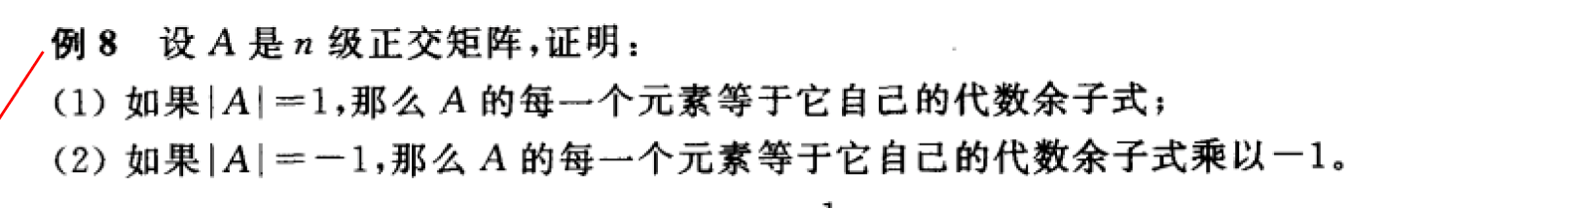 例 8 设 A 是 n 级正交矩阵,证明:
(1) 如果|A|=1,那么 A 的每一个元素等于它自己的代数余子式;
(2) 如果|A|=-1,那么 A 的每一个元素等于它自己的代数余子式乘以-1。